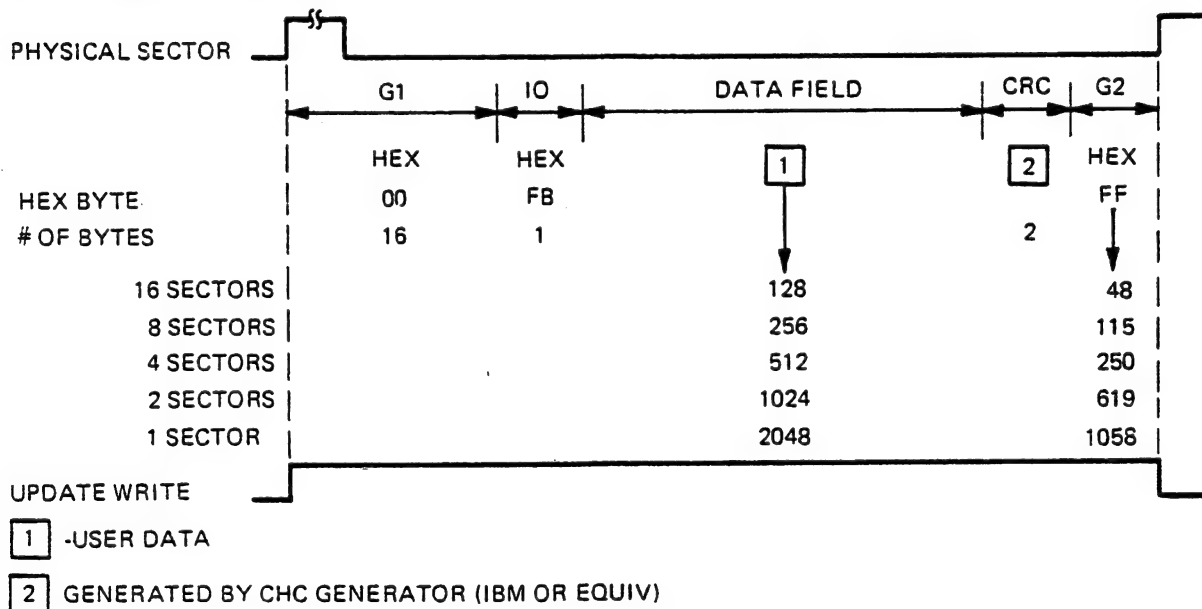 PHYSICAL SECTOR
G1 IO DATA FIELD CRC G2
HEX HEX 1 2 HEX
HEX BYTE 00 FB FF
# OF BYTES 16 1 2
16 SECTORS 128 48
8 SECTORS 256 115
4 SECTORS 512 250
2 SECTORS 1024 619
1 SECTOR 2048 1058
UPDATE WRITE
1 -USER DATA
2 GENERATED BY CHC GENERATOR (IBM OR EQUIV)